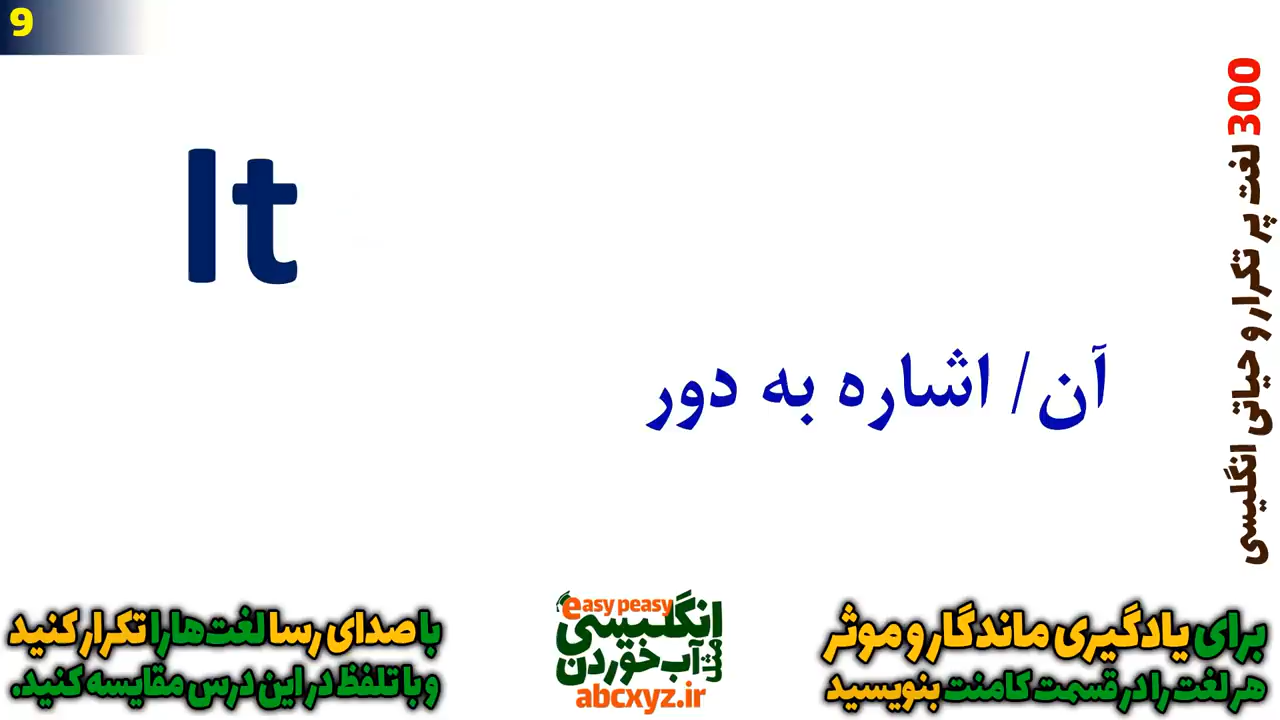 9
300 لغت پر تکرار و حیاتی انگلیسی
It
آن/ اشاره به دور
برای یادگیری ماندگار و موثر
هر لغت را در قسمت کامنت بنویسید
easy peasy
انگلیسی
مثل آب خوردن
abcxyz.ir
با صدای رسا لغت‌ها را تکرار کنید
و با تلفظ در این درس مقایسه کنید.